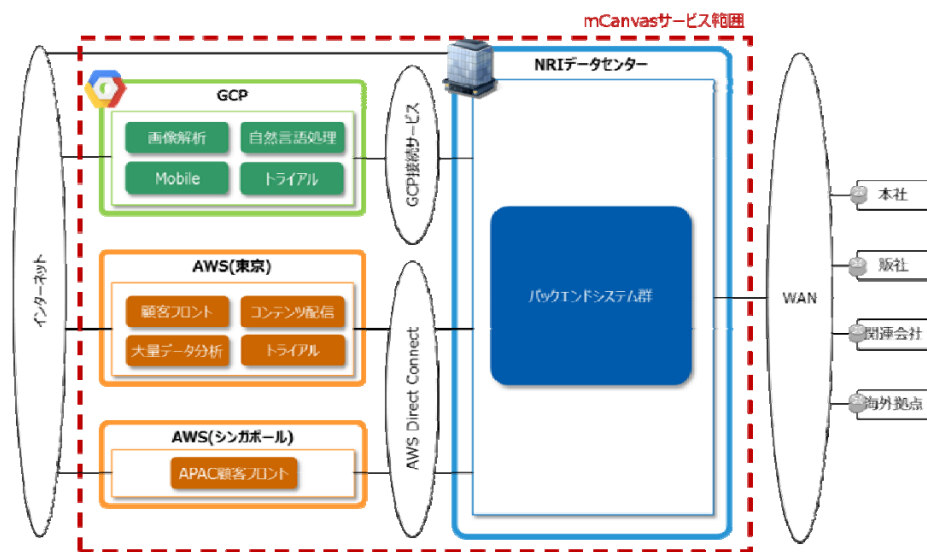 mCanvasサービス範囲
インターネット
GCP
画像解析
自然言語処理
Mobile
トライアル
GCP接続サービス
AWS(東京)
顧客フロント
コンテンツ配信
大量データ分析
トライアル
AWS(シンガポール)
APAC顧客フロント
AWS Direct Connect
NRIデータセンター
バックエンドシステム群
WAN
本社
販社
関連会社
海外拠点